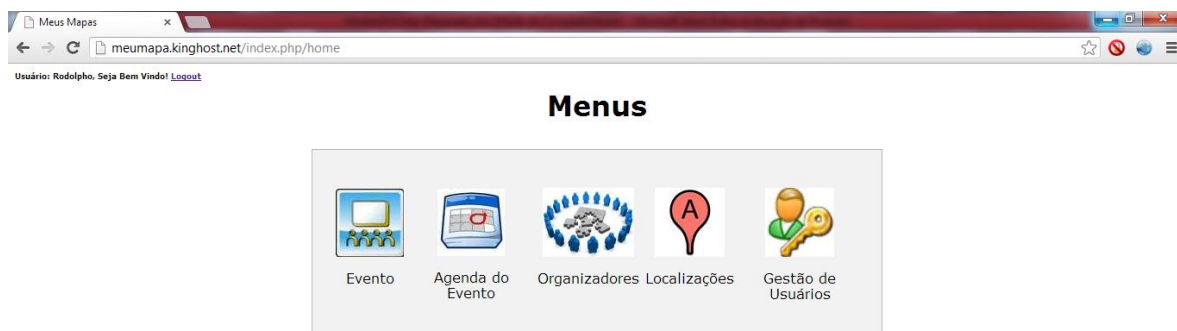 Meus Mapas
meumapa.kinghost.net/index.php/home
Usuário: Rodolpho, Seja Bem Vindo! Logout
Menus
A
Evento
Agenda do
Evento
Organizadores
Localizações
Gestão de
Usuários